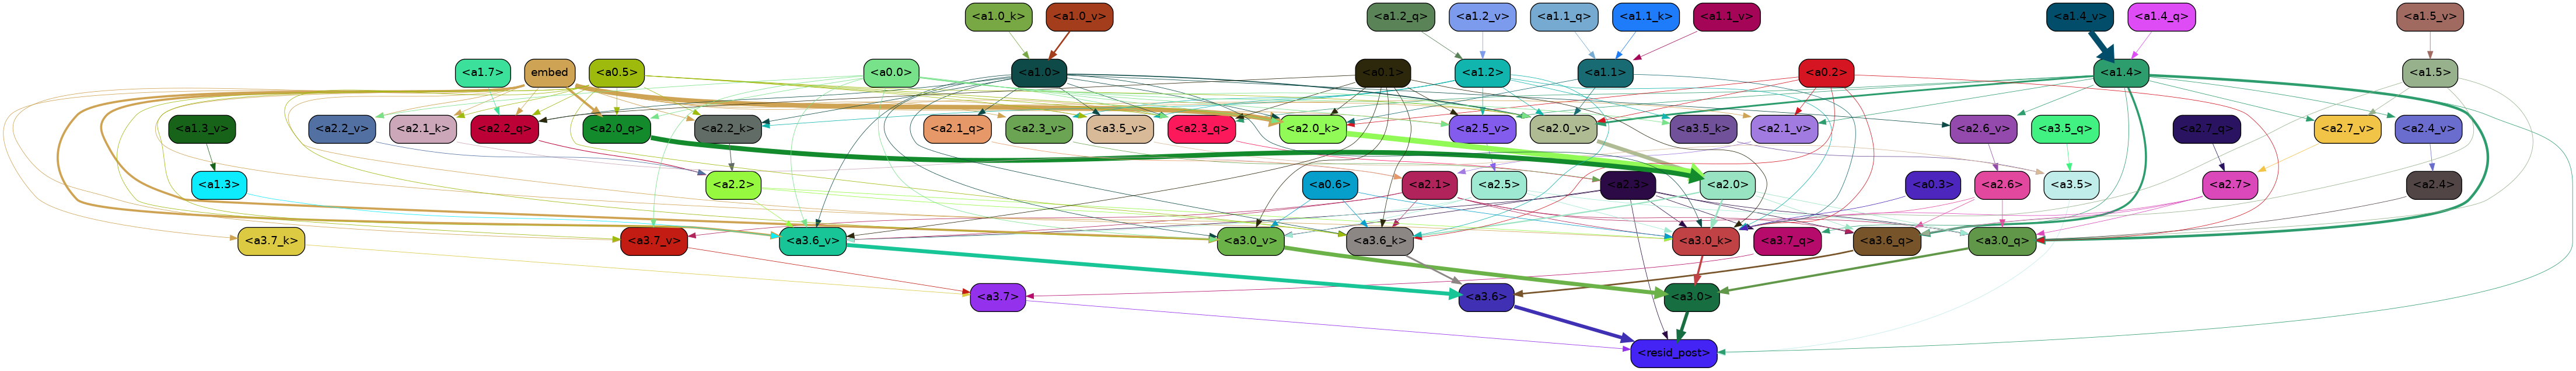 <a1.0_k> <a1.0_v> <a1.2_q> <a1.2_v> <a1.1_q> <a1.1_k> <a1.1_v> <a1.4_v> <a1.4_q> <a1.5_v>
<a1.7> embed <a0.5> <a0.0> <a1.0> <a0.1> <a1.2> <a1.1> <a0.2> <a1.4> <a1.5>
<a1.3_v> <a2.2_v> <a2.1_k> <a2.2_q> <a2.0_q> <a2.2_k> <a2.1_q> <a2.3_v> <a3.5_v> <a2.3_q> <a2.0_k> <a2.5_v> <a2.0_v> <a3.5_k> <a2.1_v> <a2.6_v> <a3.5_q> <a2.7_q> <a2.7_v> <a2.4_v>
<a1.3> <a2.2> <a0.6> <a2.1> <a2.5> <a2.3> <a2.0> <a0.3> <a2.6> <a3.5> <a2.7> <a2.4>
<a3.7_k> <a3.7_v> <a3.6_v> <a3.0_v> <a3.6_k> <a3.0_k> <a3.7_q> <a3.6_q> <a3.0_q>
<a3.7> <a3.6> <a3.0>
<resid_post>